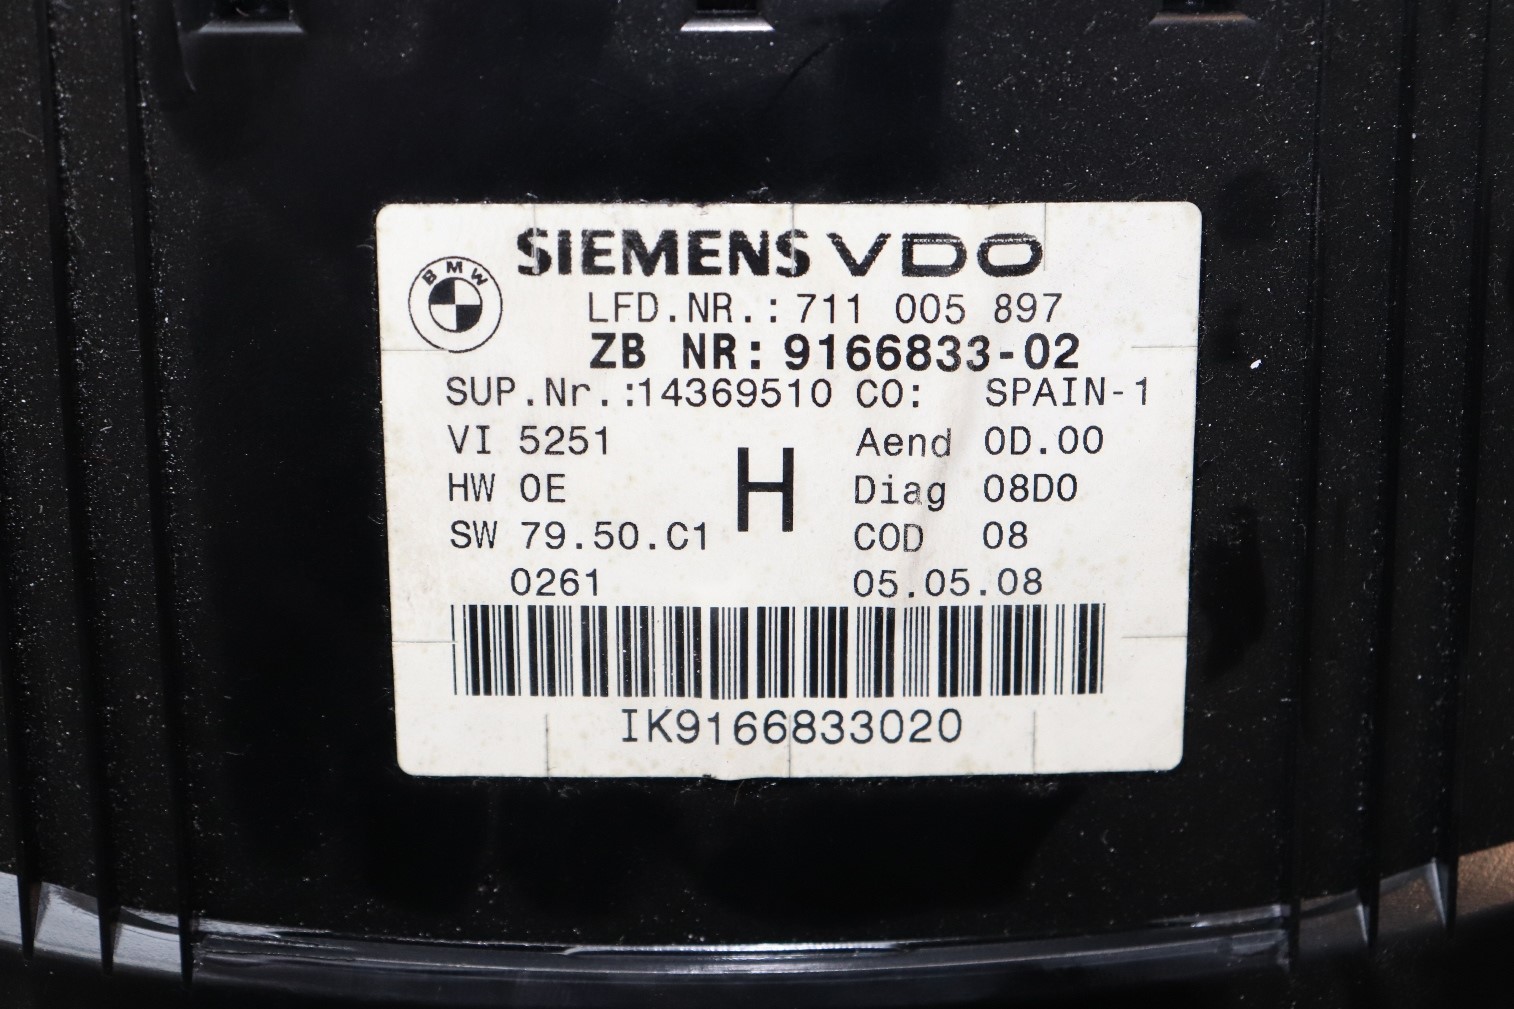 SIEMENS VDO
BMW
LFD.NR.:711 005 897
ZB NR:9166833-02
SUP.Nr.:14369510 CO: SPAIN-1
VI 5251 Aend 0D.00
HW 0E H Diag 08D0
SW 79.50.C1 COD 08
0261 05.05.08
IK9166833020